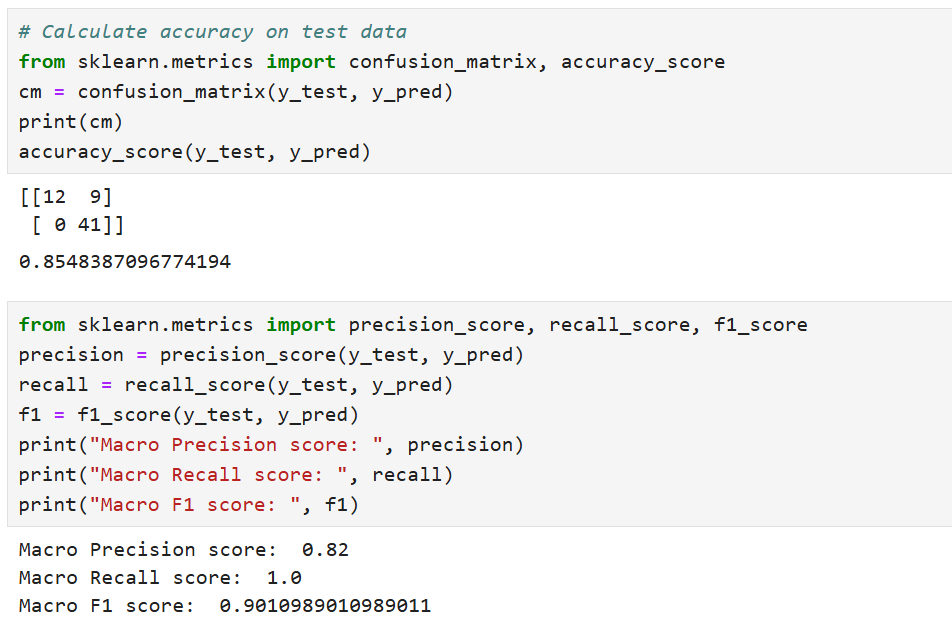 # Calculate accuracy on test data
from sklearn.metrics import confusion_matrix, accuracy_score
cm = confusion_matrix(y_test, y_pred)
print(cm)
accuracy_score(y_test, y_pred)
[[12  9]
 [ 0 41]]
0.8548387096774194
from sklearn.metrics import precision_score, recall_score, f1_score
precision = precision_score(y_test, y_pred)
recall = recall_score(y_test, y_pred)
f1 = f1_score(y_test, y_pred)
print("Macro Precision score: ", precision)
print("Macro Recall score: ", recall)
print("Macro F1 score: ", f1)
Macro Precision score:  0.82
Macro Recall score:  1.0
Macro F1 score:  0.9010989010989011